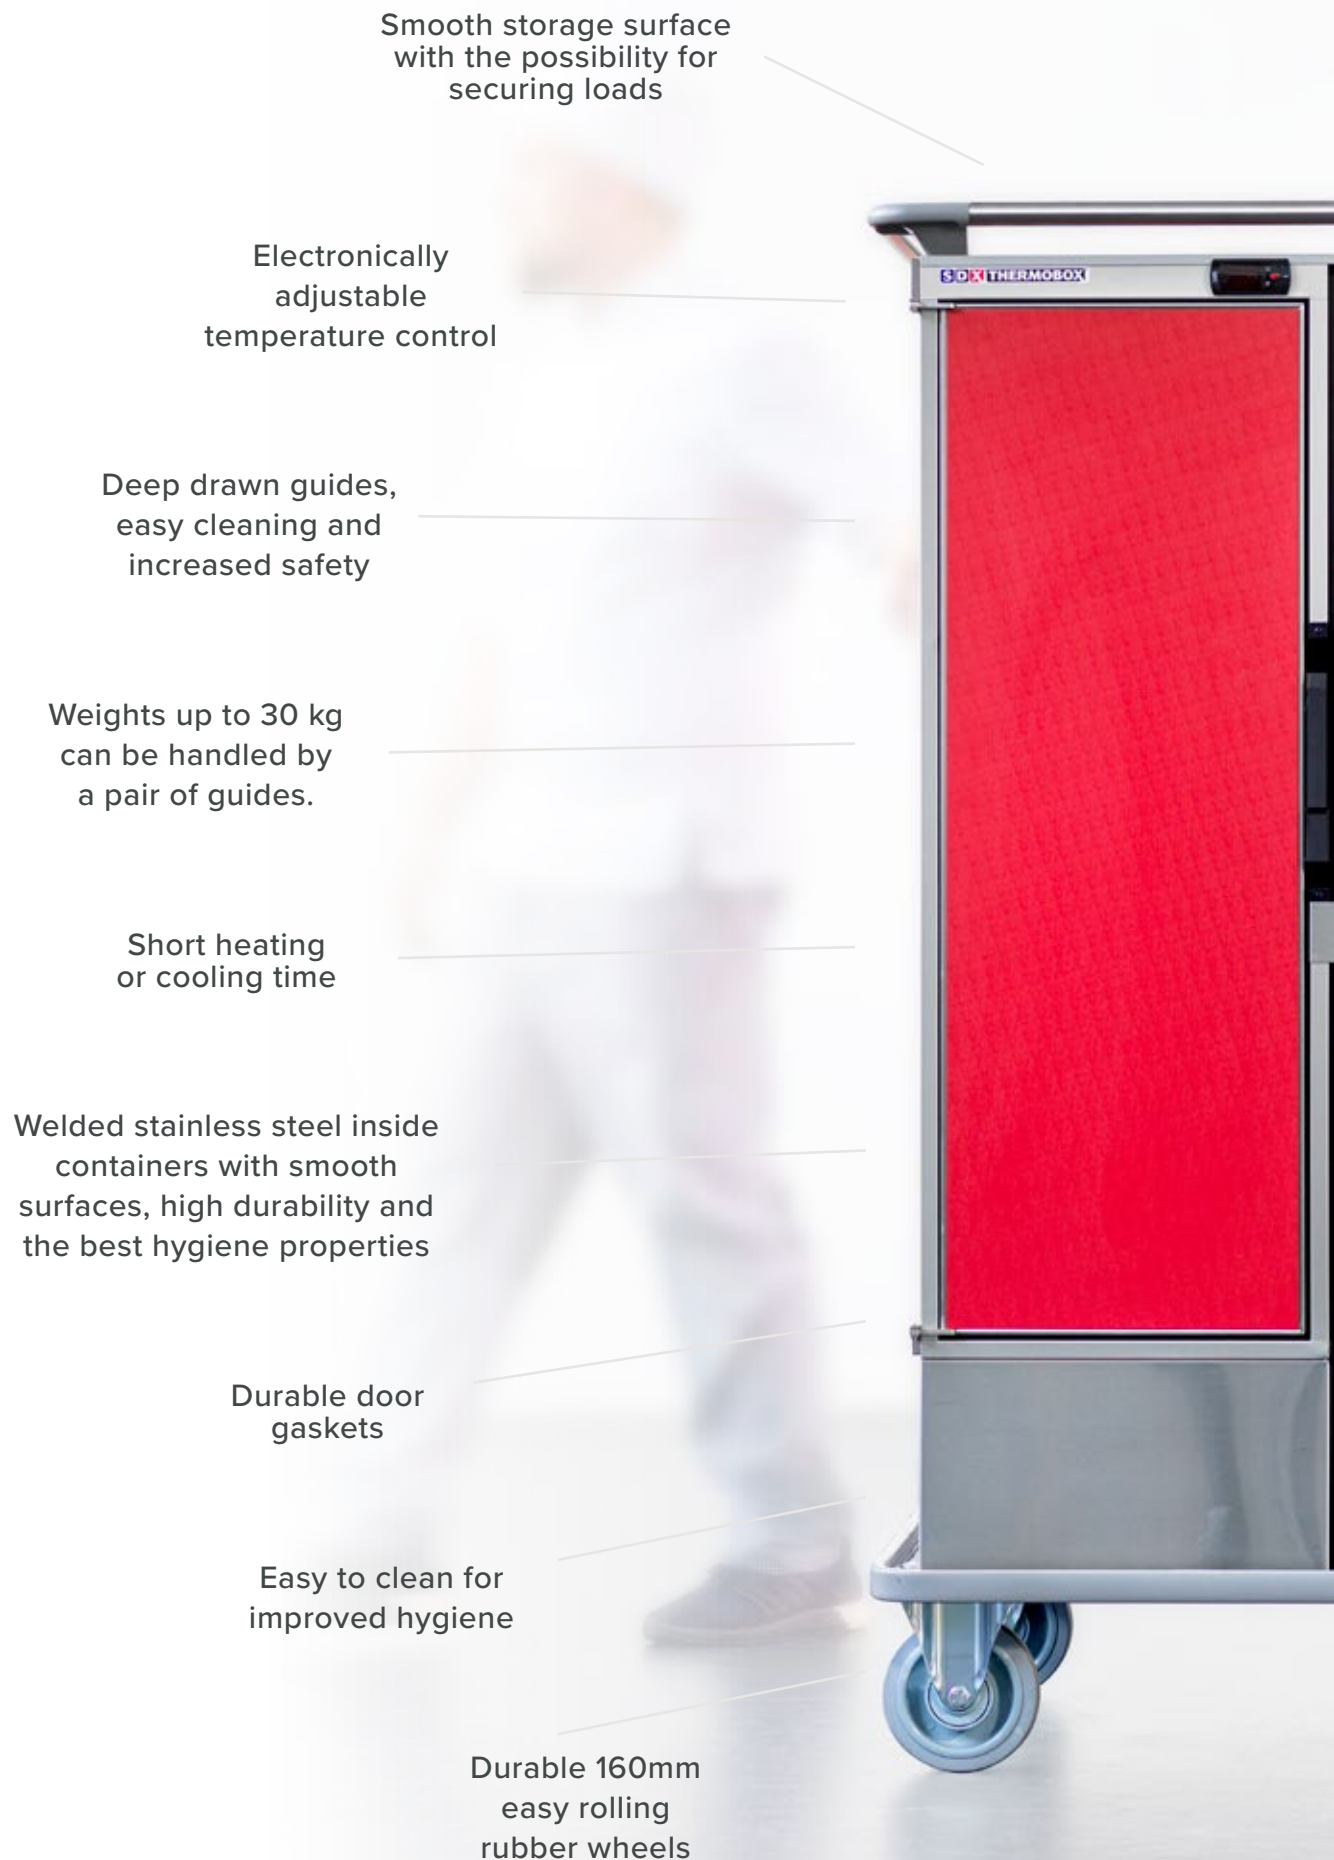 Smooth storage surface
with the possibility for
securing loads
Electronically
adjustable
temperature control
SDX THERMOBOX
Deep drawn guides,
easy cleaning and
increased safety
Weights up to 30 kg
can be handled by
a pair of guides.
Short heating
or cooling time
Welded stainless steel inside
containers with smooth
surfaces, high durability and
the best hygiene properties
Durable door
gaskets
Easy to clean for
improved hygiene
Durable 160mm
easy rolling
rubber wheels